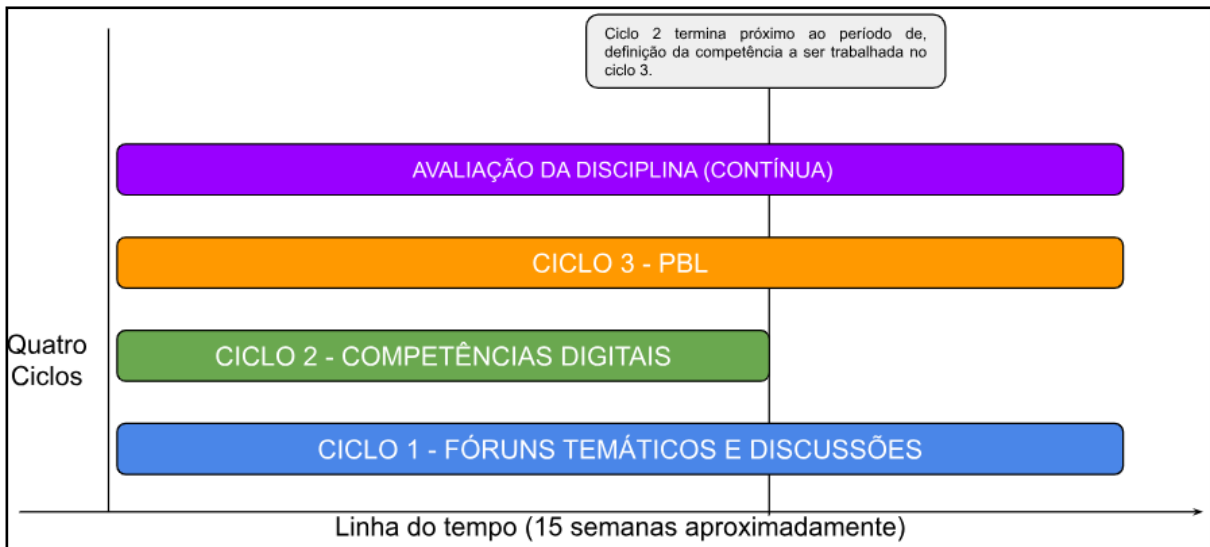 Ciclo 2 termina próximo ao período de,
definição da competência a ser trabalhada no
ciclo 3.
AVALIAÇÃO DA DISCIPLINA (CONTÍNUA)
CICLO 3 - PBL
Quatro
Ciclos
CICLO 2 - COMPETÊNCIAS DIGITAIS
CICLO 1 - FÓRUNS TEMÁTICOS E DISCUSSÕES
Linha do tempo (15 semanas aproximadamente)